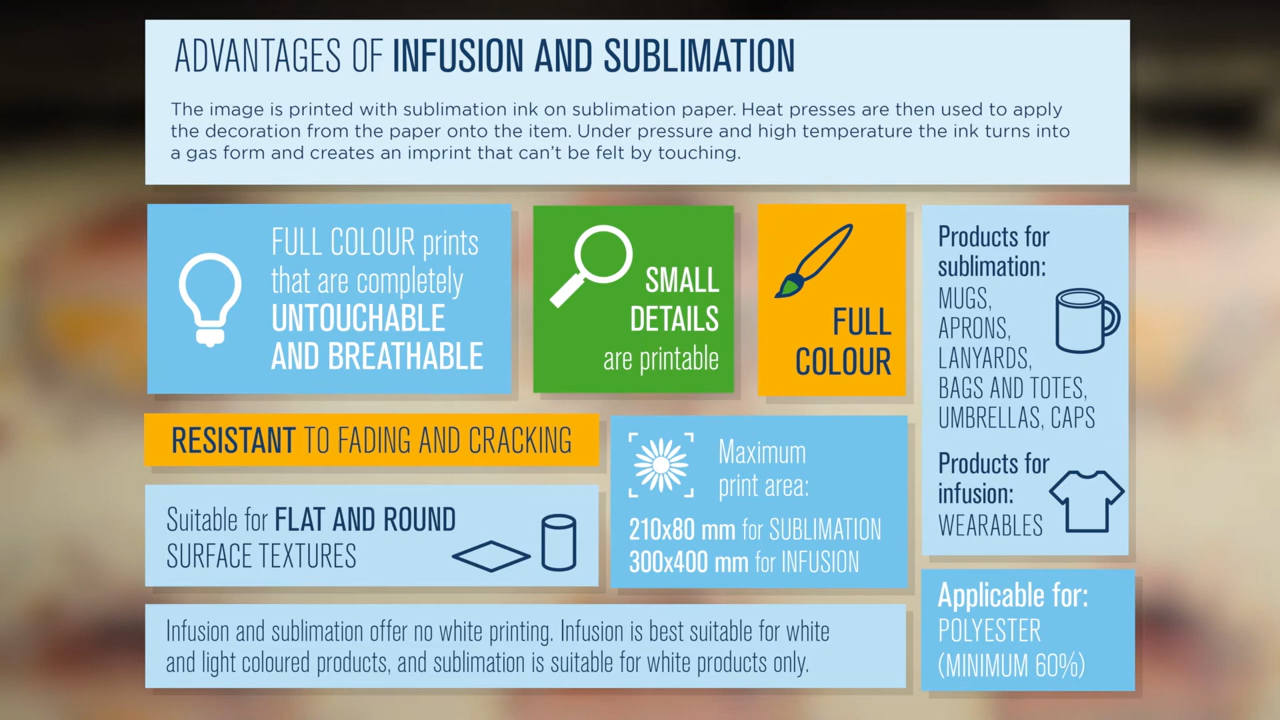 ADVANTAGES OF INFUSION AND SUBLIMATION
The image is printed with sublimation ink on sublimation paper. Heat presses are then used to apply
the decoration from the paper onto the item. Under pressure and high temperature the ink turns into
a gas form and creates an imprint that can't be felt by touching.
FULL COLOUR prints
that are completely
UNTOUCHABLE
AND BREATHABLE
SMALL
DETAILS
are printable
FULL
COLOUR
Products for
sublimation:
MUGS,
APRONS,
LANYARDS,
BAGS AND TOTES,
UMBRELLAS, CAPS
Products for
infusion:
WEARABLES
RESISTANT TO FADING AND CRACKING
Maximum
print area:
210x80 mm for SUBLIMATION
300x400 mm for INFUSION
Suitable for FLAT AND ROUND
SURFACE TEXTURES
Infusion and sublimation offer no white printing. Infusion is best suitable for white
and light coloured products, and sublimation is suitable for white products only.
Applicable for:
POLYESTER
(MINIMUM 60%)